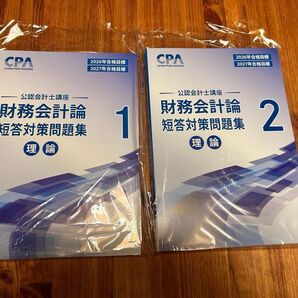 CPA
2026年合格目標
2027年合格目標
公認会計士講座
財務会計論
短答対策問題集
理論
1
CPA
2026年合格目標
2027年合格目標
公認会計士講座
財務会計論
短答対策問題集
理論
2